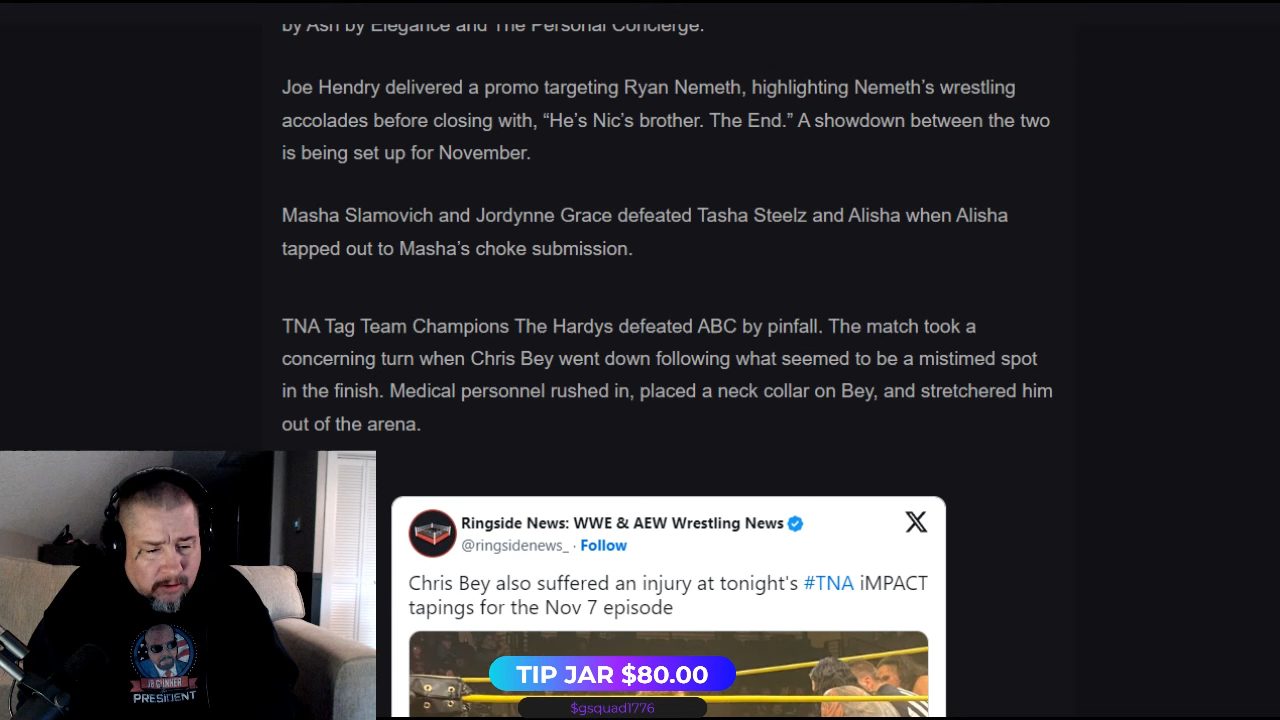 by Ash by Elegance and The Personal Concierge.
Joe Hendry delivered a promo targeting Ryan Nemeth, highlighting Nemeth’s wrestling
accolades before closing with, “He’s Nic’s brother. The End.” A showdown between the two
is being set up for November.
Masha Slamovich and Jordynne Grace defeated Tasha Steelz and Alisha when Alisha
tapped out to Masha’s choke submission.
TNA Tag Team Champions The Hardys defeated ABC by pinfall. The match took a
concerning turn when Chris Bey went down following what seemed to be a mistimed spot
in the finish. Medical personnel rushed in, placed a neck collar on Bey, and stretchered him
out of the arena.
Ringside News: WWE & AEW Wrestling News
@ringsidenews_ · Follow
Chris Bey also suffered an injury at tonight's #TNA iMPACT
tapings for the Nov 7 episode
TIP JAR $80.00
$gsquad1776
PRESIDENT